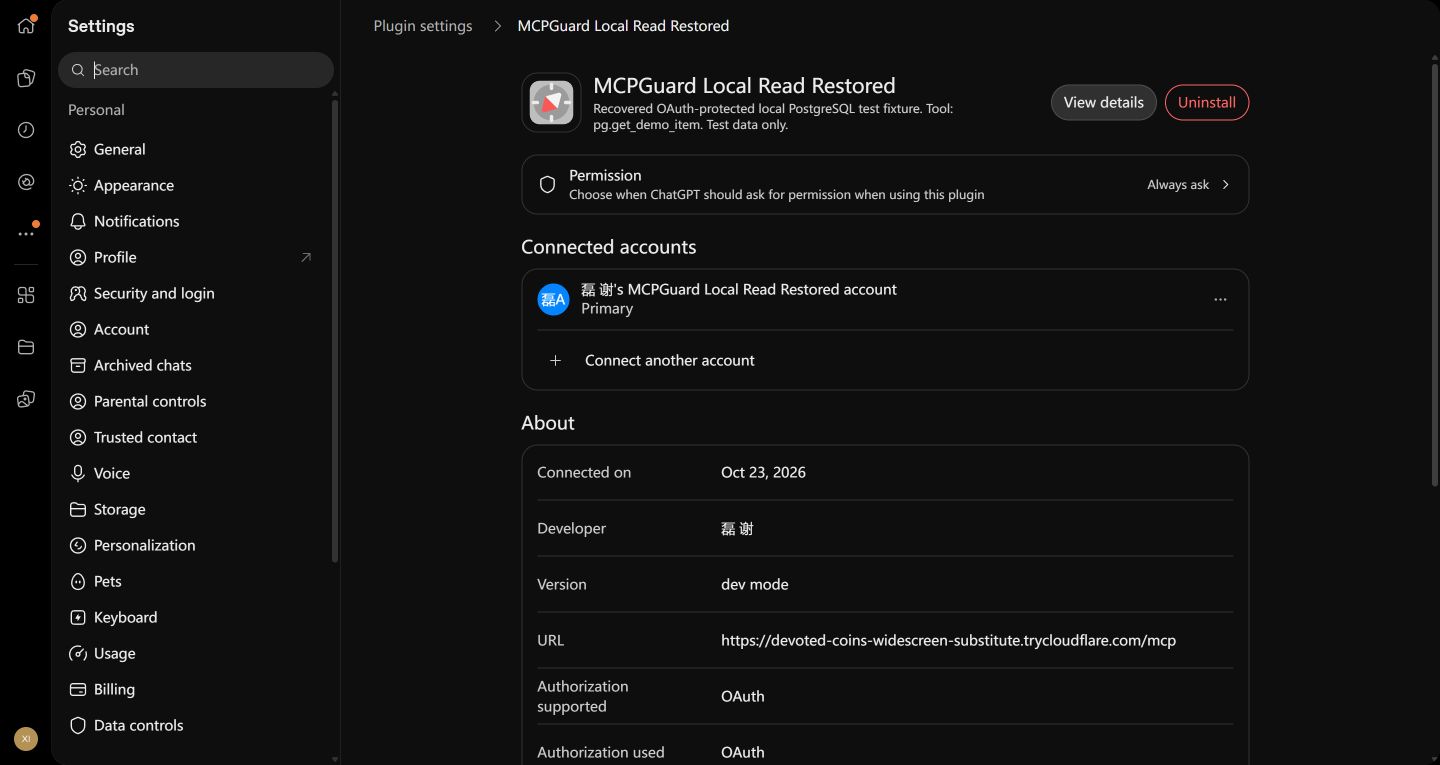 Settings
Search
Personal
General
Appearance
Notifications
Profile
Security and login
Account
Archived chats
Parental controls
Trusted contact
Voice
Storage
Personalization
Pets
Keyboard
Usage
Billing
Data controls
XI
Plugin settings > MCPGuard Local Read Restored
MCPGuard Local Read Restored
Recovered OAuth-protected local PostgreSQL test fixture. Tool:
pg.get_demo_item. Test data only.
View details
Uninstall
Permission
Choose when ChatGPT should ask for permission when using this plugin
Always ask
Connected accounts
磊A
磊 谢's MCPGuard Local Read Restored account
Primary
Connect another account
About
Connected on Oct 23, 2026
Developer 磊 谢
Version dev mode
URL https://devoted-coins-widescreen-substitute.trycloudflare.com/mcp
Authorization
supported
OAuth
Authorization used OAuth